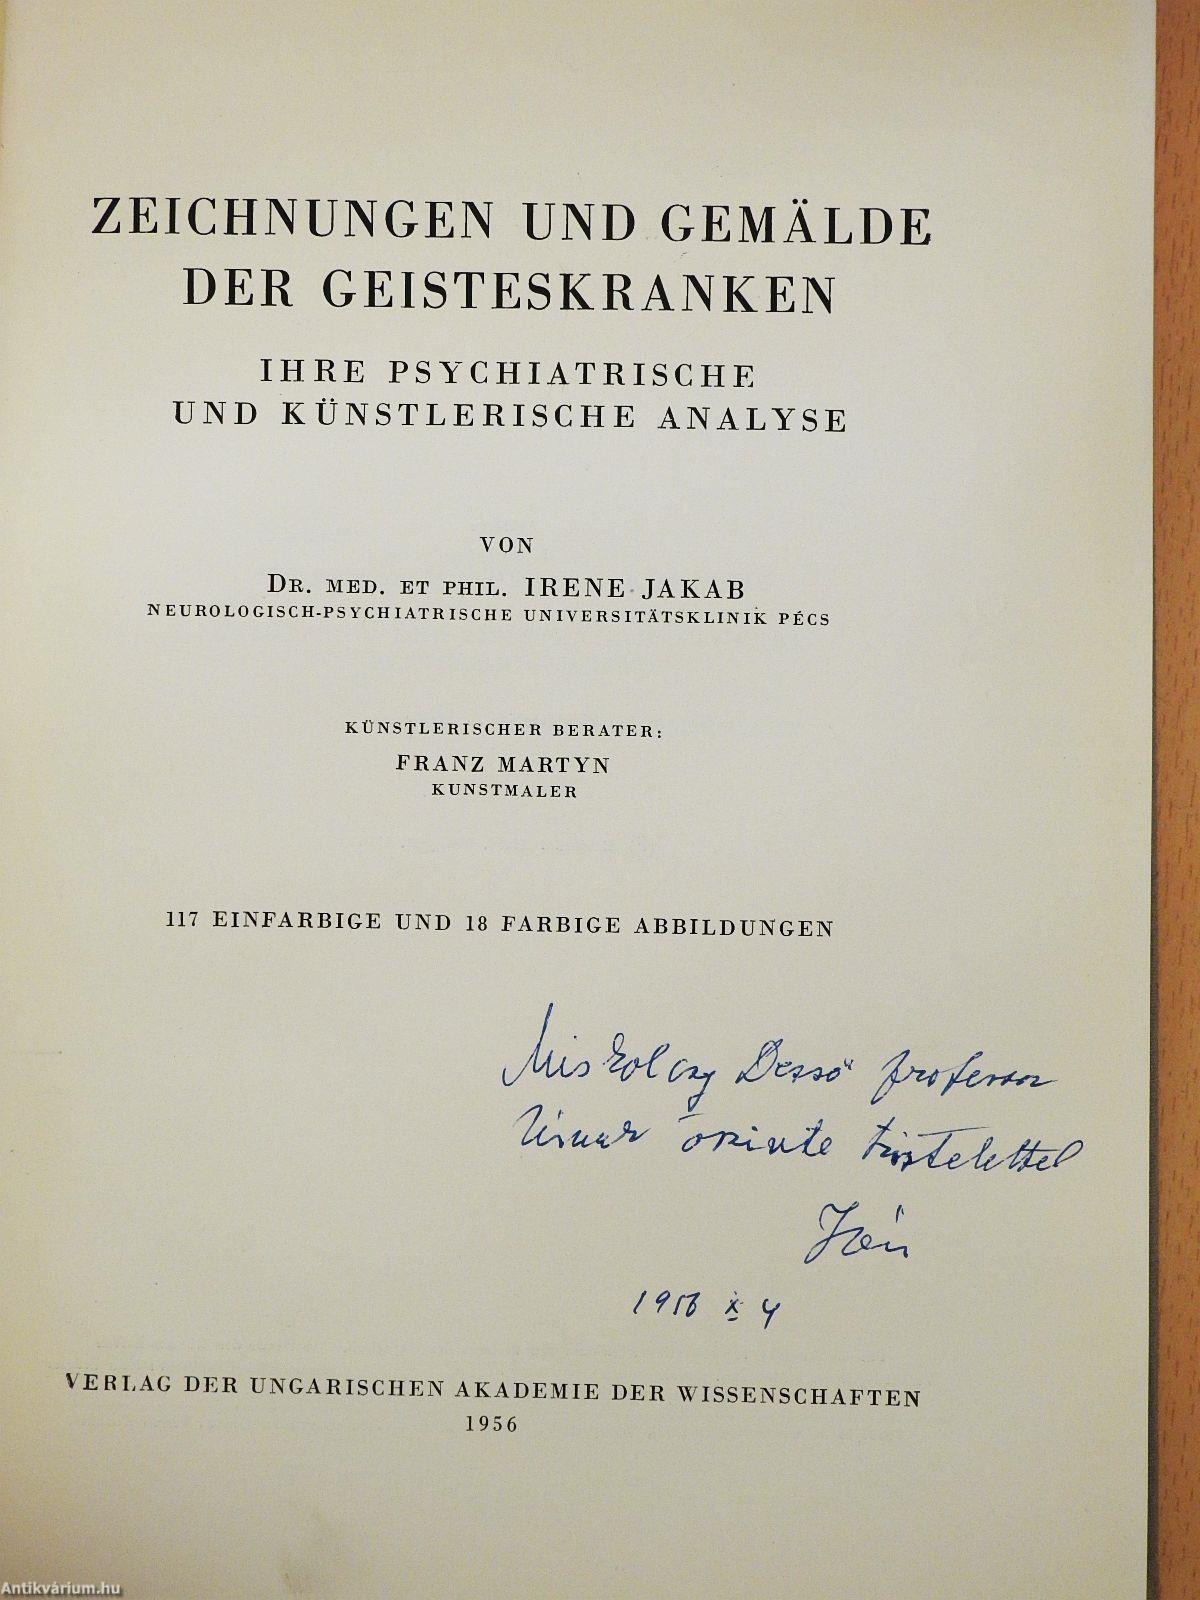 ZEICHNUNGEN UND GEMÄLDE
DER GEISTESKRANKEN
IHRE PSYCHIATRISCHE
UND KÜNSTLERISCHE ANALYSE
VON
DR. MED. ET PHIL. IRENE JAKAB
NEUROLOGISCH-PSYCHIATRISCHE UNIVERSITÄTSKLINIK PÉCS
KÜNSTLERISCHER BERATER:
FRANZ MARTYN
KUNSTMALER
117 EINFARBIGE UND 18 FARBIGE ABBILDUNGEN
Miskolczy Dezső professor
Úrnak őszinte tisztelettel
1956 X 4
VERLAG DER UNGARISCHEN AKADEMIE DER WISSENSCHAFTEN
1956
Antikvárium.hu